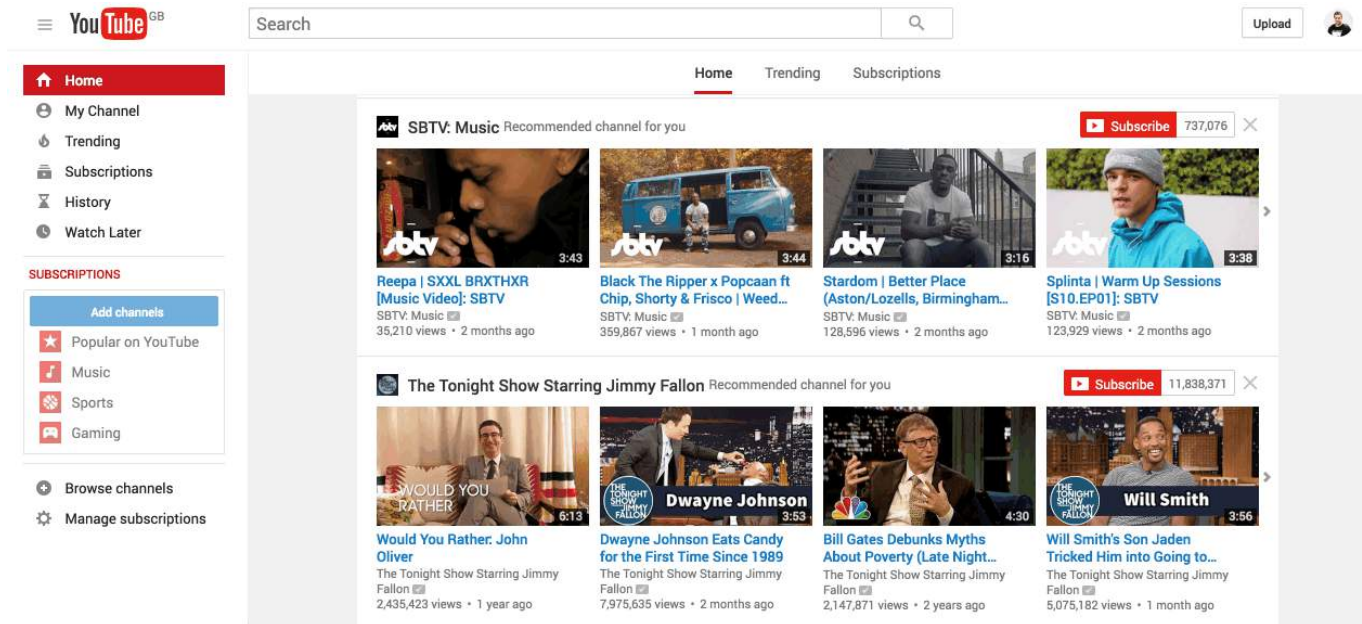 YouTube GB
Search
Upload
Home
My Channel
Trending
Subscriptions
History
Watch Later
SUBSCRIPTIONS
Add channels
Popular on YouTube
Music
Sports
Gaming
Browse channels
Manage subscriptions
Home Trending Subscriptions
SBTV: Music Recommended channel for you
Subscribe 737,076
sbtv
3:43
Reepa | SXXL BRXTHXR
[Music Video]: SBTV
SBTV: Music
35,210 views • 2 months ago
sbtv
3:44
Black The Ripper x Popcaan ft
Chip, Shorty & Frisco | Weed...
SBTV: Music
359,867 views • 1 month ago
sbtv
3:16
Stardom | Better Place
(Aston/Lozells, Birmingham...
SBTV: Music
128,596 views • 2 months ago
sbtv
3:38
Splinta | Warm Up Sessions
[S10.EP01]: SBTV
SBTV: Music
123,929 views • 2 months ago
The Tonight Show Starring Jimmy Fallon Recommended channel for you
Subscribe 11,838,371
WOULD YOU
RATHER
6:13
Would You Rather: John
Oliver
The Tonight Show Starring Jimmy
Fallon
2,435,423 views • 1 year ago
THE
TONIGHT
SHOW
JIMMY
FALLON
Dwayne Johnson
3:53
Dwayne Johnson Eats Candy
for the First Time Since 1989
The Tonight Show Starring Jimmy
Fallon
7,975,635 views • 2 months ago
4:30
Bill Gates Debunks Myths
About Poverty (Late Night...
The Tonight Show Starring Jimmy
Fallon
2,147,871 views • 2 years ago
THE
TONIGHT
SHOW
JIMMY
FALLON
Will Smith
3:56
Will Smith's Son Jaden
Tricked Him into Going to...
The Tonight Show Starring Jimmy
Fallon
5,075,182 views • 1 month ago